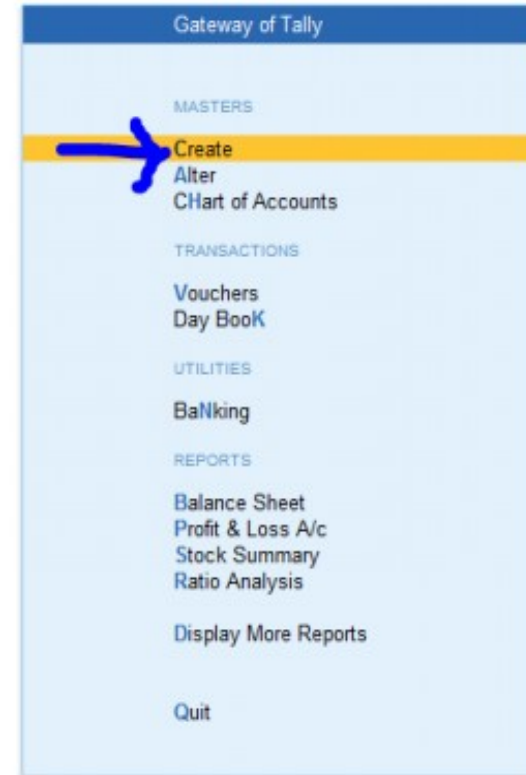 Gateway of Tally
MASTERS
Create
Alter
CHart of Accounts
TRANSACTIONS
Vouchers
Day BooK
UTILITIES
BaNking
REPORTS
Balance Sheet
Profit & Loss A/c
Stock Summary
Ratio Analysis
Display More Reports
Quit